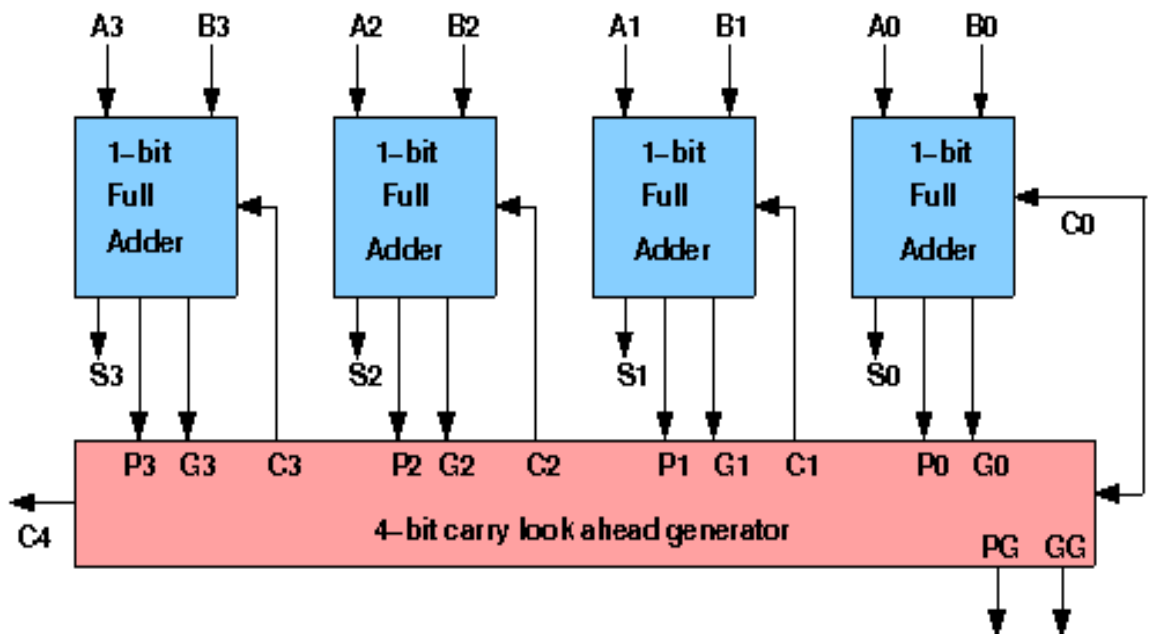 A3 B3 A2 B2 A1 B1 A0 B0
1-bit 1-bit 1-bit 1-bit
Full Full Full Full
Adder Adder Adder Adder
C0
S3 S2 S1 S0
P3 G3 C3 P2 G2 C2 P1 G1 C1 P0 G0
4-bit carry look ahead generator
C4
PG GG